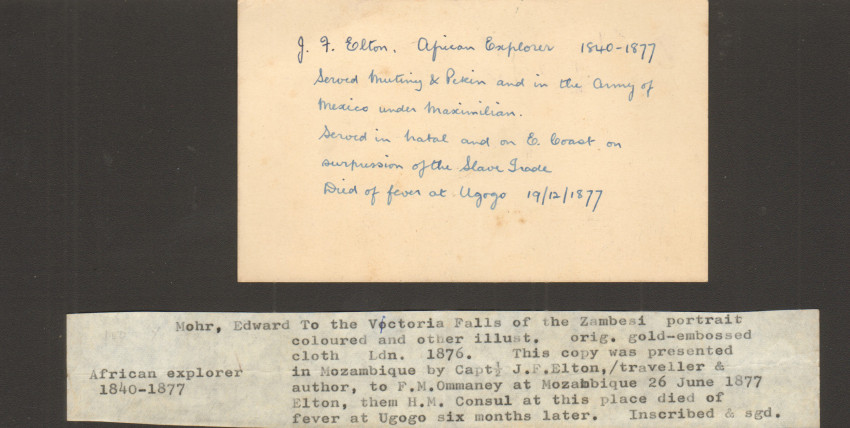 J. F. Elton. African Explorer 1840-1877
Served Mutiny & Pekin and in the Army of
Mexico under Maximilian.
Served in Natal and on E. Coast on
surpression of the Slave Trade
Died of fever at Ugogo 19/12/1877
Mohr, Edward To the Victoria Falls of the Zambesi portrait
coloured and other illust. orig. gold-embossed
cloth Ldn. 1876. This copy was presented
in Mozambique by Capt½ J.F.Elton,/traveller &
author, to F.M.Ommaney at Mozabbique 26 June 1877
Elton, them H.M. Consul at this place died of
fever at Ugogo six months later. Inscribed & sgd.
African explorer
1840-1877